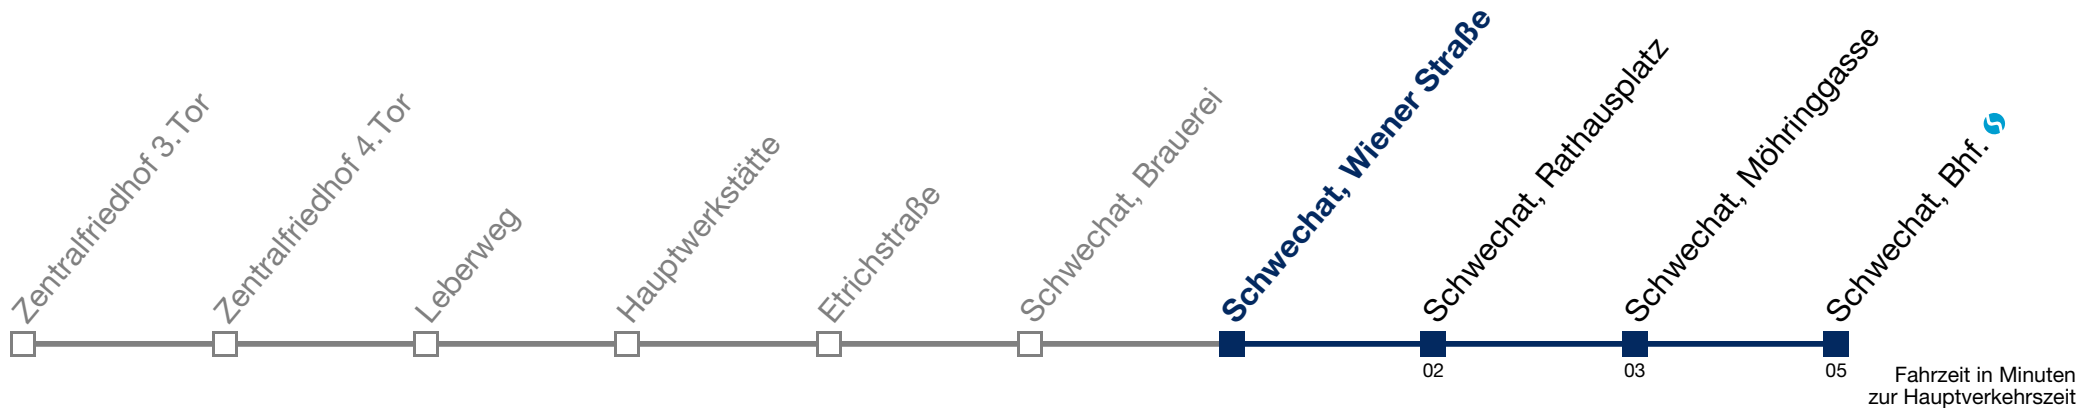 Zentralfriedhof 3.Tor
Zentralfriedhof 4.Tor
Leberweg
Hauptwerkstätte
Etrichstraße
Schwechat, Brauerei
Schwechat, Wiener Straße
Schwechat, Rathausplatz
Schwechat, Möhringgasse
Schwechat, Bhf.
02
03
05
Fahrzeit in Minuten
zur Hauptverkehrszeit